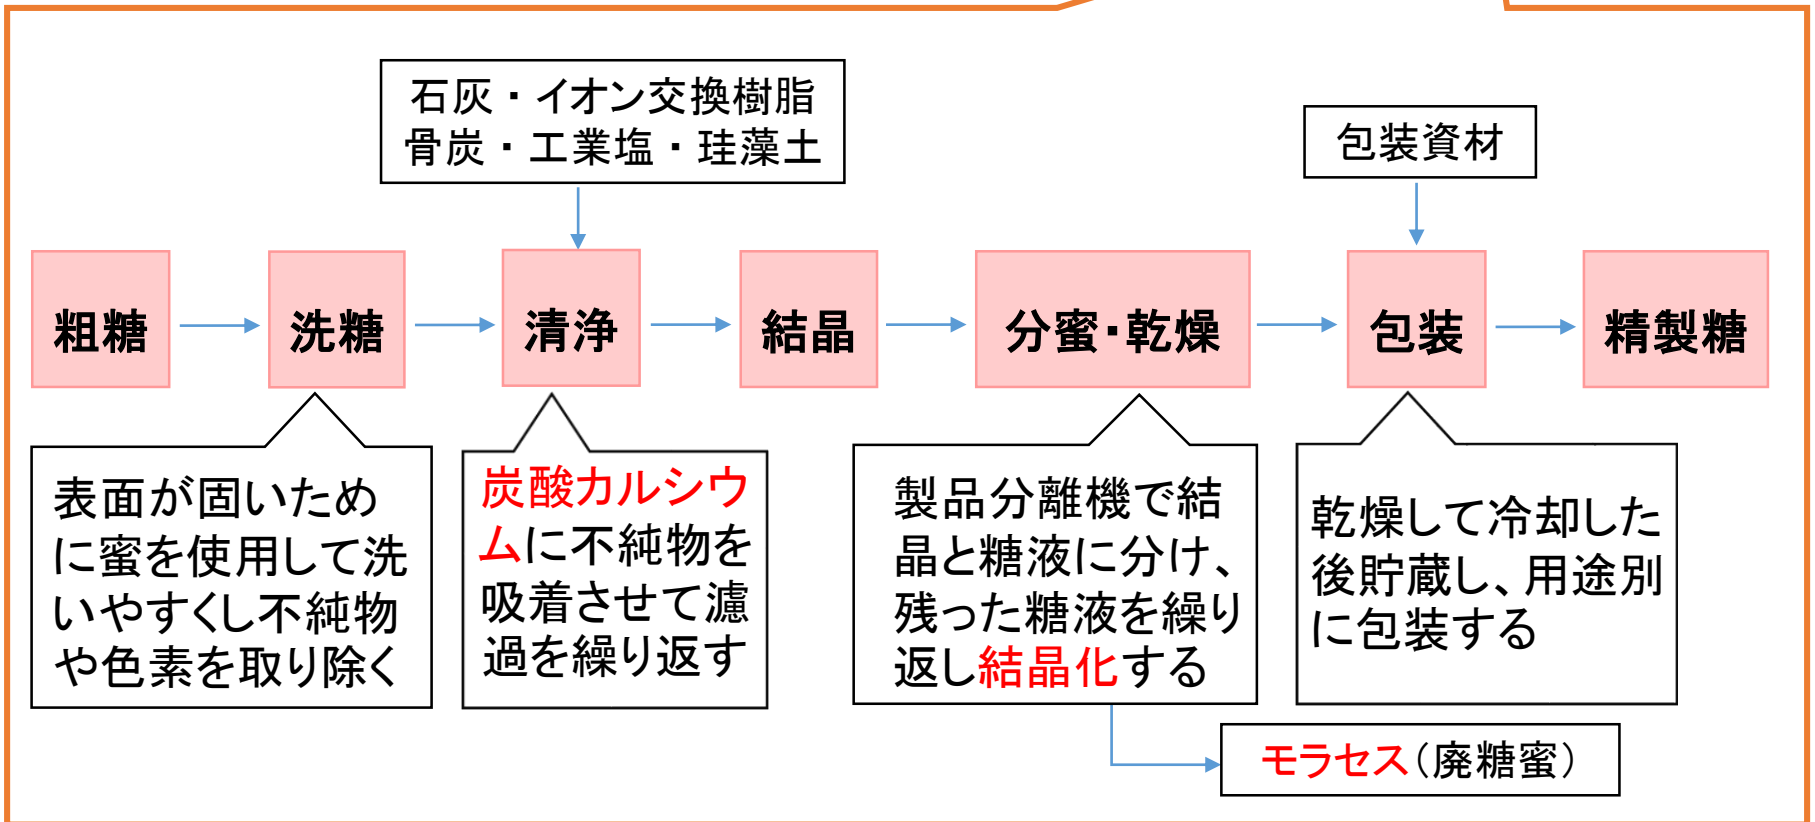 石灰・イオン交換樹脂
骨炭・工業塩・珪藻土
包装資材
粗糖
洗糖
清浄
結晶
分蜜・乾燥
包装
精製糖
表面が固いため
に蜜を使用して洗
いやすくし不純物
や色素を取り除く
炭酸カルシウ
ムに不純物を
吸着させて濾
過を繰り返す
製品分離機で結
晶と糖液に分け、
残った糖液を繰り
返し結晶化する
乾燥して冷却した
後貯蔵し、用途別
に包装する
モラセス（廃糖蜜）